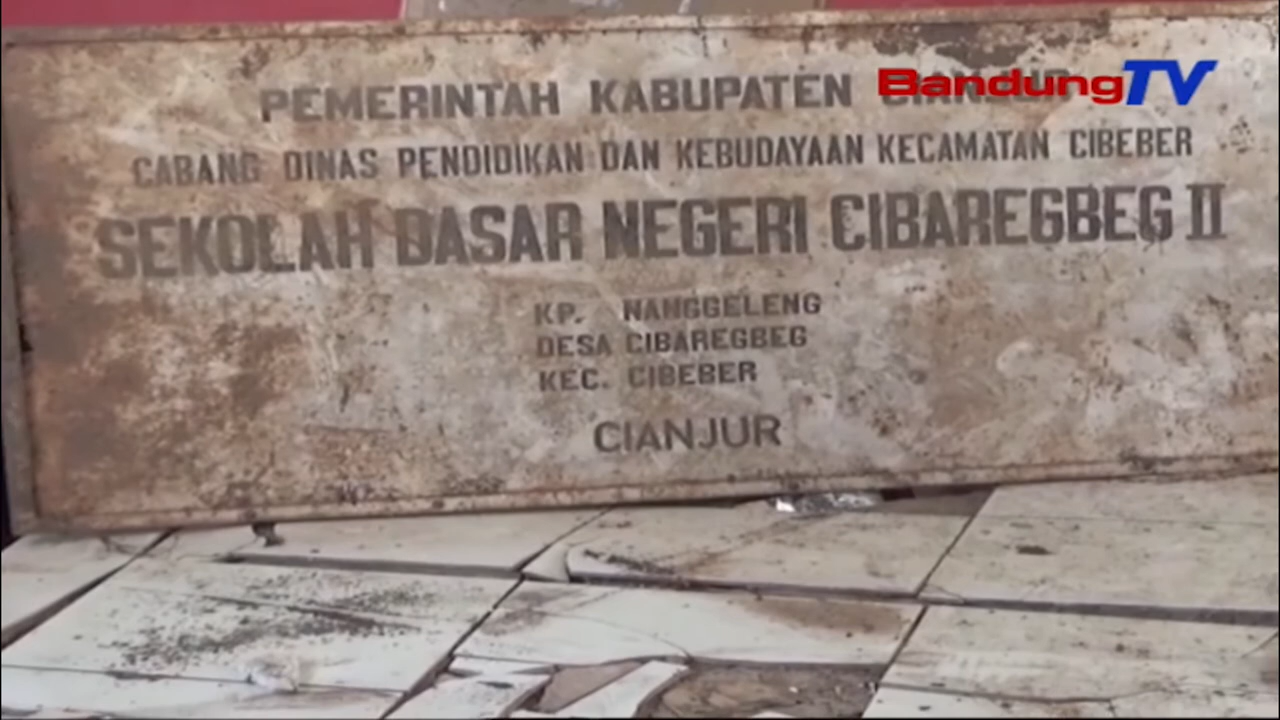 BandungTV
PEMERINTAH KABUPATEN CIANJUR
CABANG DINAS PENDIDIKAN DAN KEBUDAYAAN KECAMATAN CIBEBER
SEKOLAH DASAR NEGERI CIBAREGBEG II
KP. NANGGELENG
DESA CIBAREGBEG
KEC. CIBEBER
CIANJUR